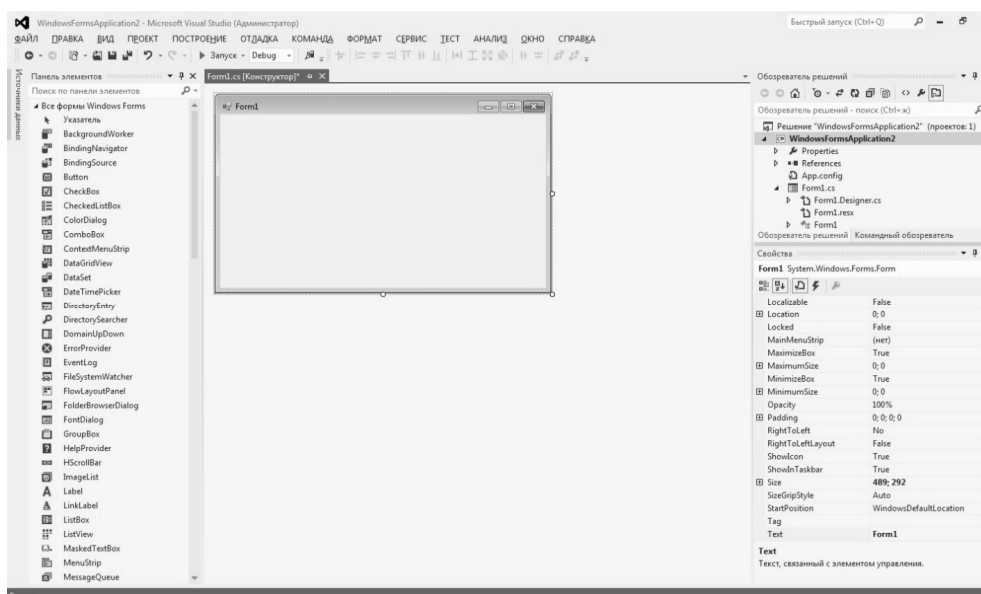 WindowsFormsApplication2 - Microsoft Visual Studio (Администратор)
Быстрый запуск (Ctrl+Q)
ФАЙЛ ПРАВКА ВИД ПРОЕКТ ПОСТРОЕНИЕ ОТЛАДКА КОМАНДА ФОРМАТ СЕРВИС ТЕСТ АНАЛИЗ ОКНО СПРАВКА
Запуск Debug
Источники данных
Панель элементов
Поиск по панели элементов
Все формы Windows Forms
Указатель
BackgroundWorker
BindingNavigator
BindingSource
Button
CheckBox
CheckedListBox
ColorDialog
ComboBox
ContextMenuStrip
DataGridView
DataSet
DateTimePicker
DirectoryEntry
DirectorySearcher
DomainUpDown
ErrorProvider
EventLog
FileSystemWatcher
FlowLayoutPanel
FolderBrowserDialog
FontDialog
GroupBox
HelpProvider
HScrollBar
ImageList
Label
LinkLabel
ListBox
ListView
MaskedTextBox
MenuStrip
MessageQueue
Form1.cs [Конструктор]*
Form1
Обозреватель решений
Обозреватель решений - поиск (Ctrl+ж)
Решение "WindowsFormsApplication2" (проектов: 1)
WindowsFormsApplication2
Properties
References
App.config
Form1.cs
Form1.Designer.cs
Form1.resx
Form1
Обозреватель решений Командный обозреватель
Свойства
Form1 System.Windows.Forms.Form
Localizable False
Location 0; 0
Locked False
MainMenuStrip (нет)
MaximizeBox True
MaximumSize 0; 0
MinimizeBox True
MinimumSize 0; 0
Opacity 100%
Padding 0; 0; 0; 0
RightToLeft No
RightToLeftLayout False
ShowIcon True
ShowInTaskbar True
Size 489; 292
SizeGripStyle Auto
StartPosition WindowsDefaultLocation
Tag
Text Form1
Text
Текст, связанный с элементом управления.